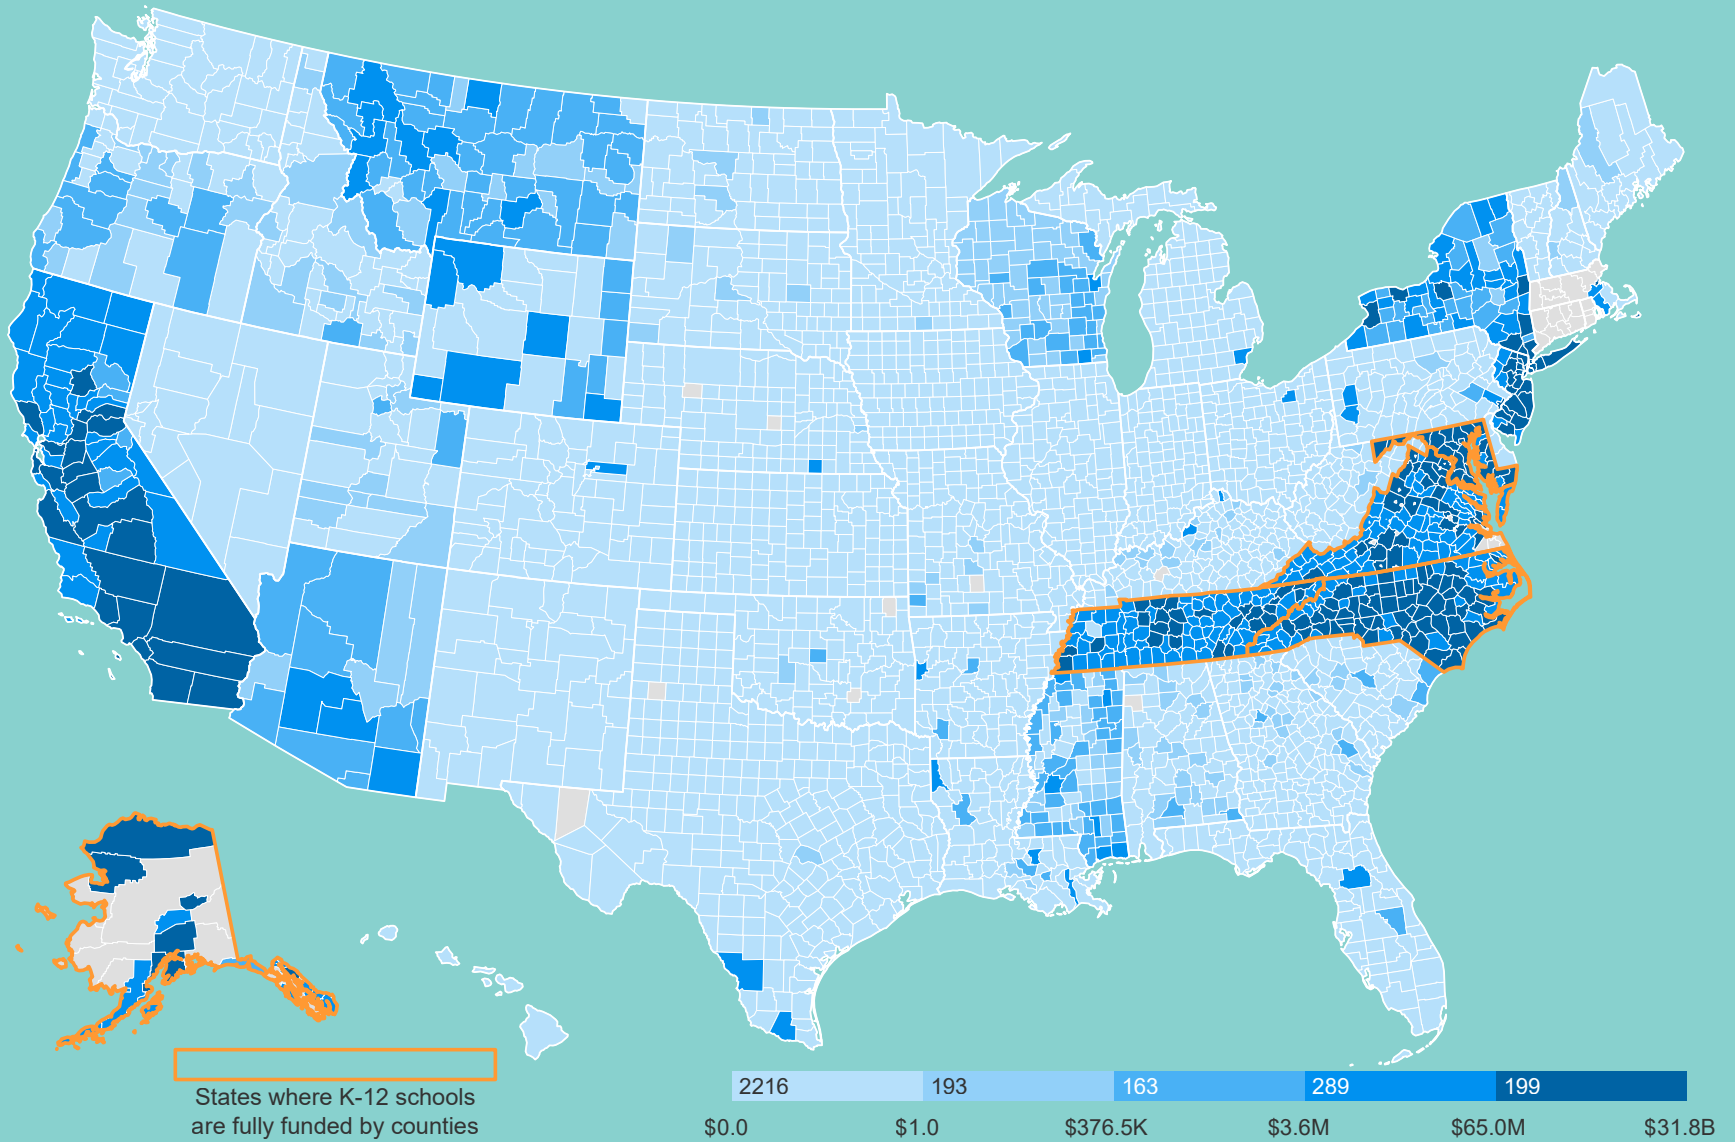 States where K-12 schools
are fully funded by counties
2216 193 163 289 199
$0.0 $1.0 $376.5K $3.6M $65.0M $31.8B